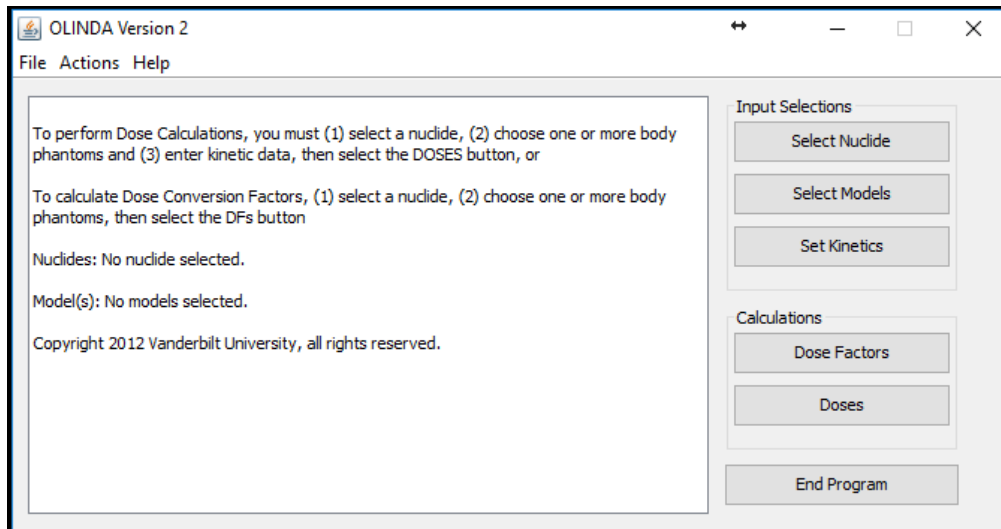 OLINDA Version 2
File Actions Help
To perform Dose Calculations, you must (1) select a nuclide, (2) choose one or more body
phantoms and (3) enter kinetic data, then select the DOSES button, or
To calculate Dose Conversion Factors, (1) select a nuclide, (2) choose one or more body
phantoms, then select the DFs button
Nuclides: No nuclide selected.
Model(s): No models selected.
Copyright 2012 Vanderbilt University, all rights reserved.
Input Selections
Select Nuclide
Select Models
Set Kinetics
Calculations
Dose Factors
Doses
End Program